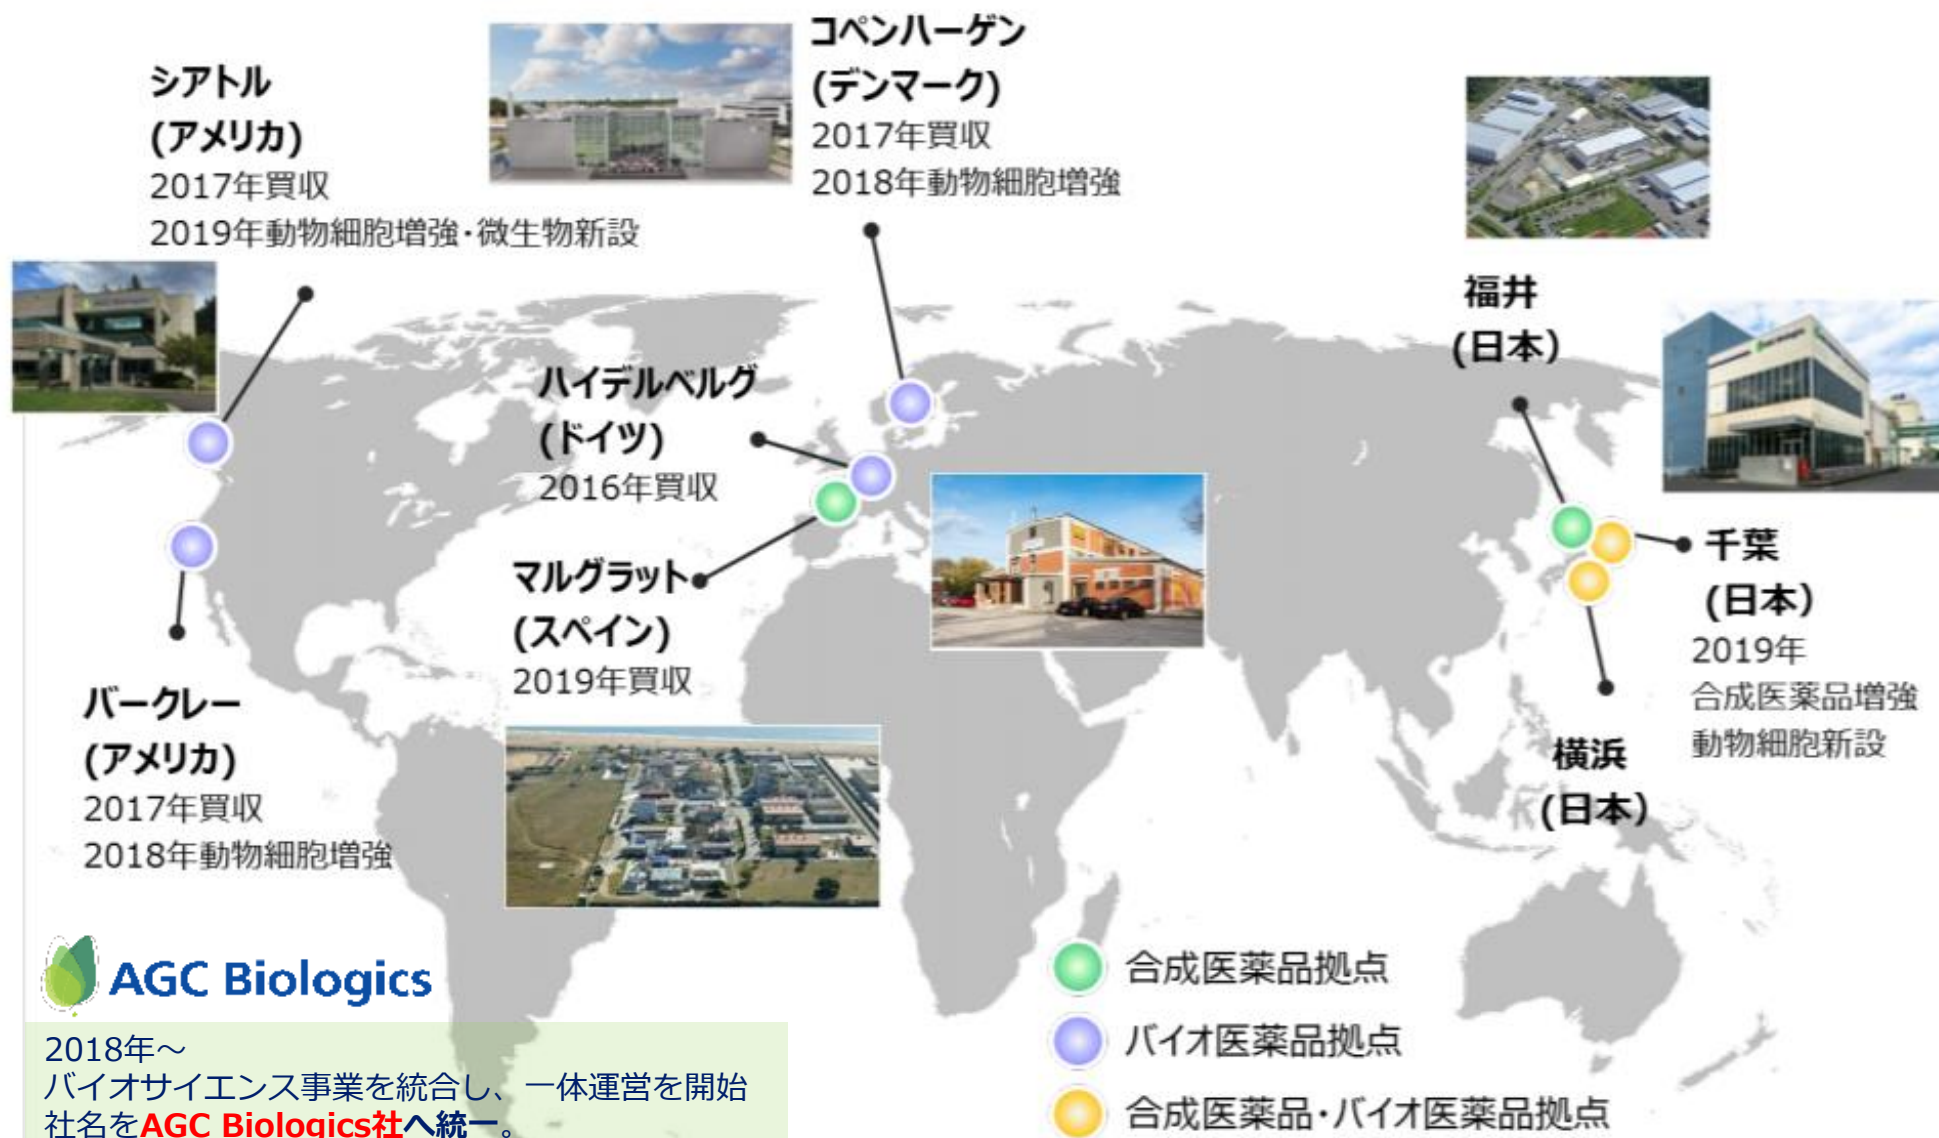 シアトル
(アメリカ)
2017年買収
2019年動物細胞増強・微生物新設
コペンハーゲン
(デンマーク)
2017年買収
2018年動物細胞増強
福井
(日本)
ハイデルベルグ
(ドイツ)
2016年買収
マルグラット
(スペイン)
2019年買収
千葉
(日本)
2019年
合成医薬品増強
動物細胞新設
横浜
(日本)
バークレー
(アメリカ)
2017年買収
2018年動物細胞増強
AGC Biologics
2018年～
バイオサイエンス事業を統合し、一体運営を開始
社名をAGC Biologics社へ統一。
合成医薬品拠点
バイオ医薬品拠点
合成医薬品・バイオ医薬品拠点